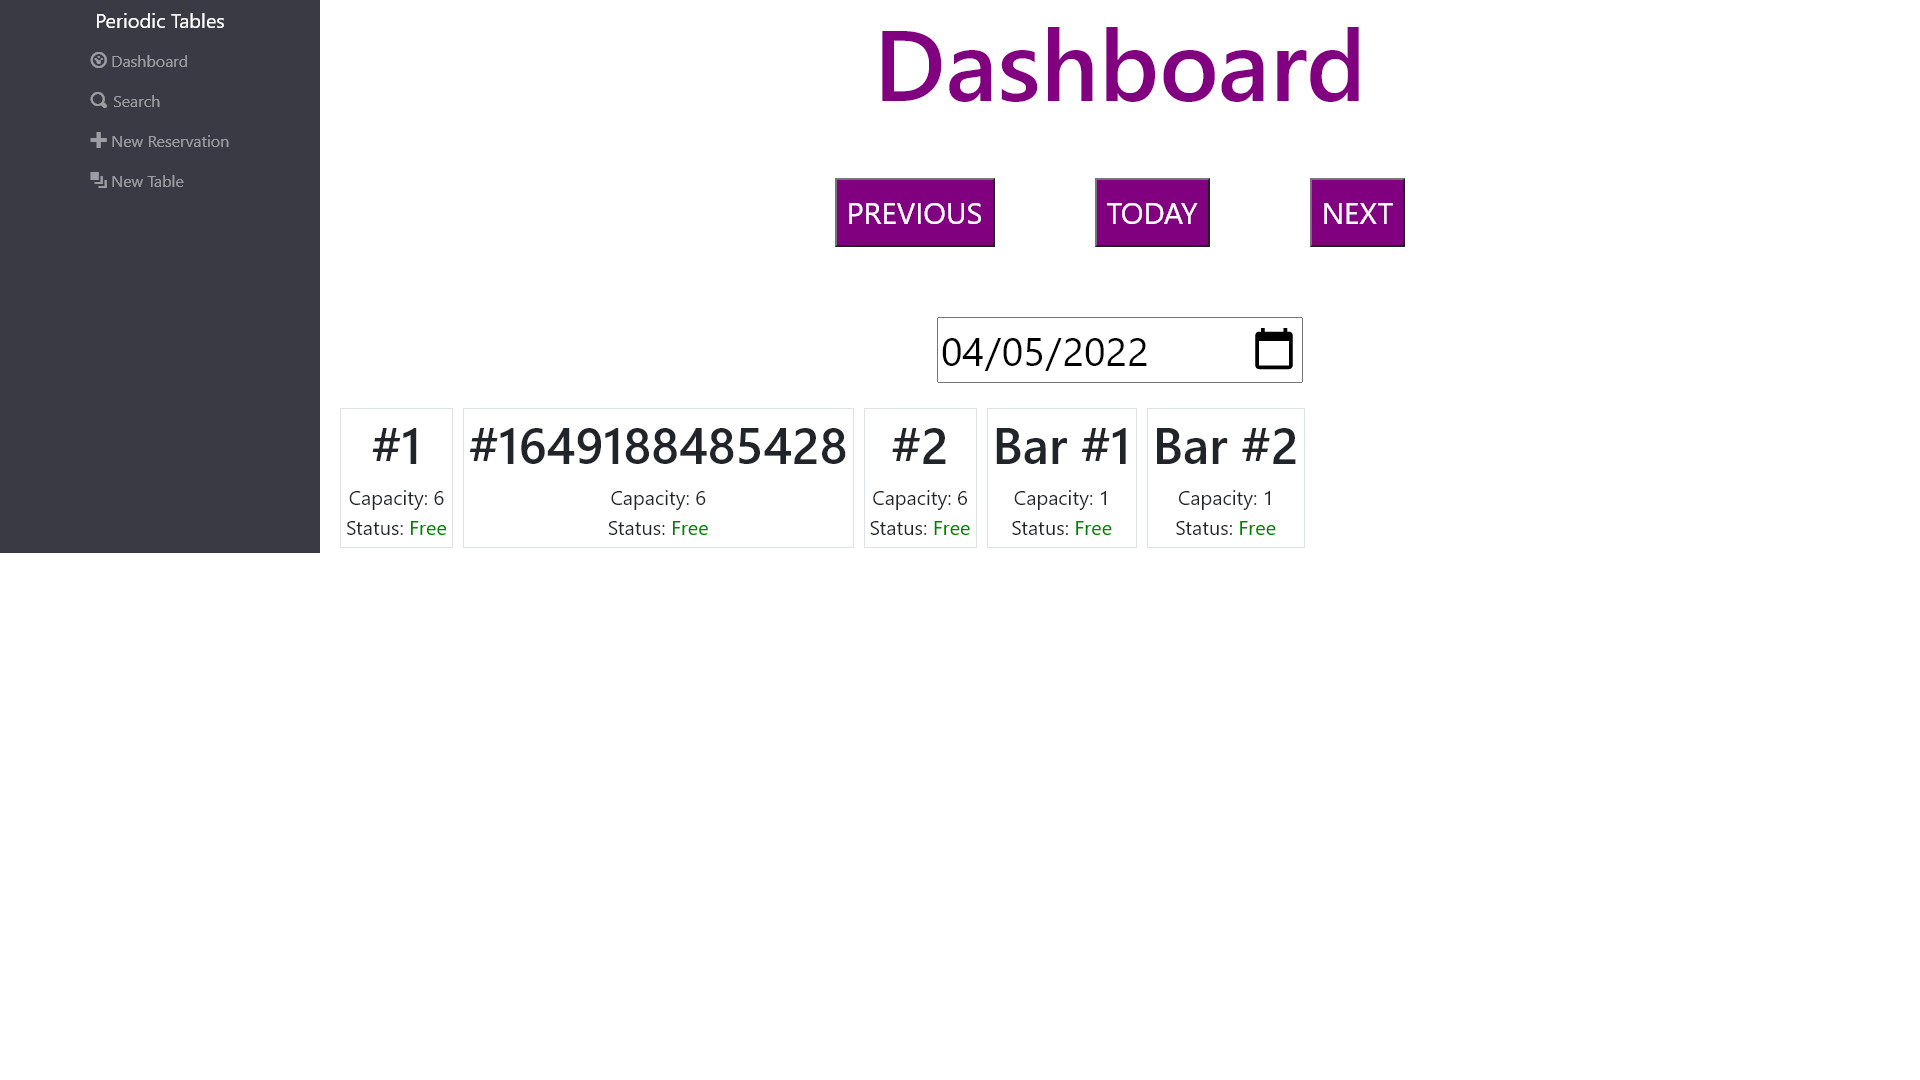 Periodic Tables
Dashboard
Search
New Reservation
New Table
Dashboard
PREVIOUS
TODAY
NEXT
04/05/2022
#1
Capacity: 6
Status: Free
#1649188485428
Capacity: 6
Status: Free
#2
Capacity: 6
Status: Free
Bar #1
Capacity: 1
Status: Free
Bar #2
Capacity: 1
Status: Free